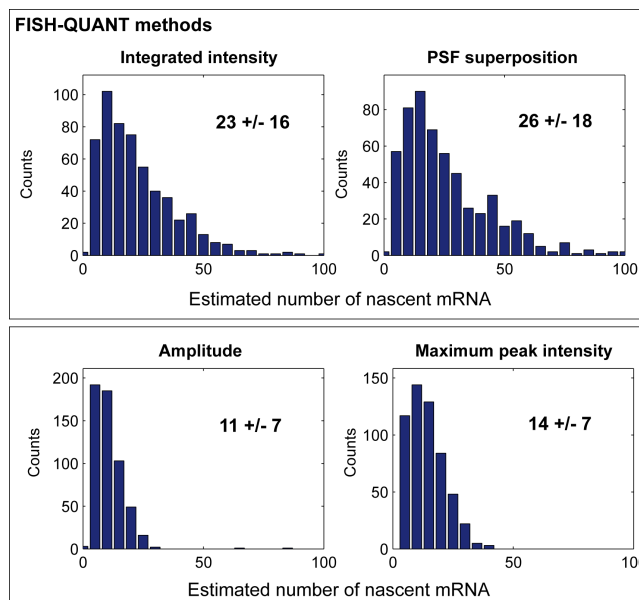 FISH-QUANT methods
Integrated intensity
PSF superposition
Counts
100
80
60
40
20
0
23 +/- 16
0
50
100
Counts
80
60
40
20
0
26 +/- 18
0
50
100
Estimated number of nascent mRNA
Amplitude
Maximum peak intensity
Counts
200
150
100
50
0
11 +/- 7
0
50
100
Counts
150
100
50
0
14 +/- 7
0
50
100
Estimated number of nascent mRNA